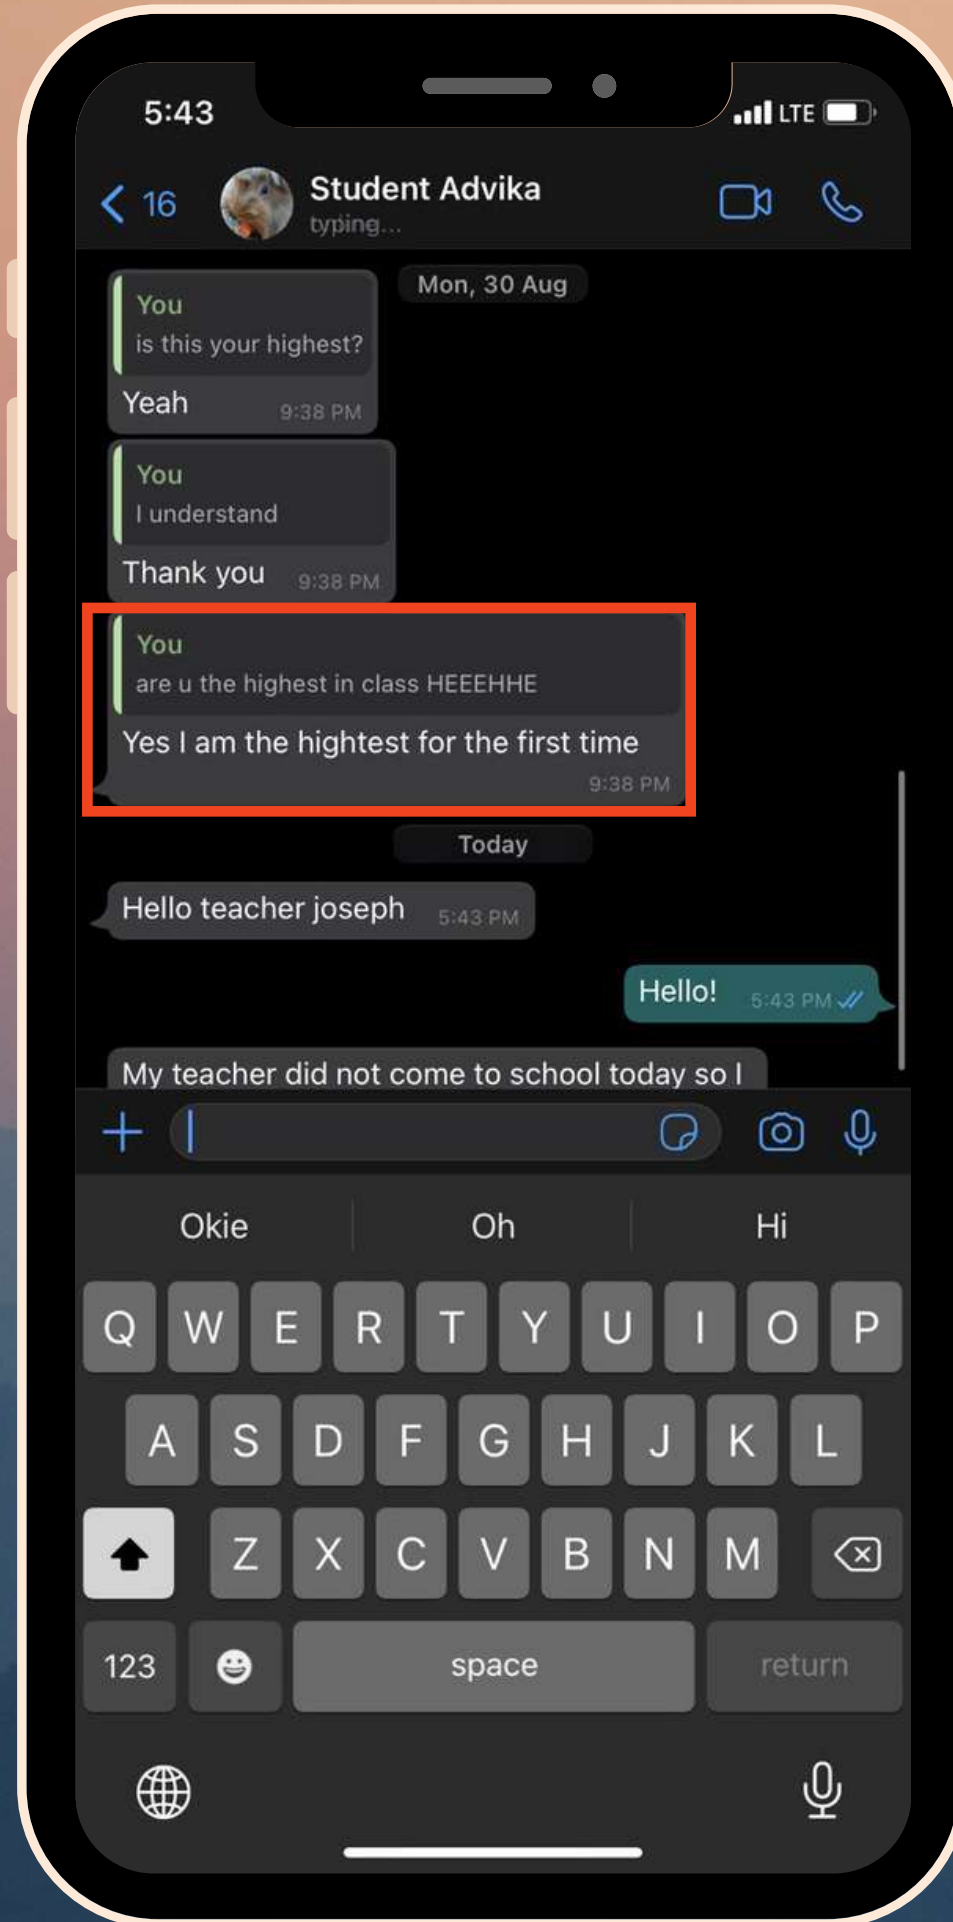 5:43
LTE
16
Student Advika
typing...
Mon, 30 Aug
You
is this your highest?
Yeah 9:38 PM
You
I understand
Thank you 9:38 PM
You
are u the highest in class HEEEHHE
Yes I am the hightest for the first time
9:38 PM
Today
Hello teacher joseph 5:43 PM
Hello! 5:43 PM
My teacher did not come to school today so I
Okie Oh Hi
Q W E R T Y U I O P
A S D F G H J K L
Z X C V B N M
123 space return